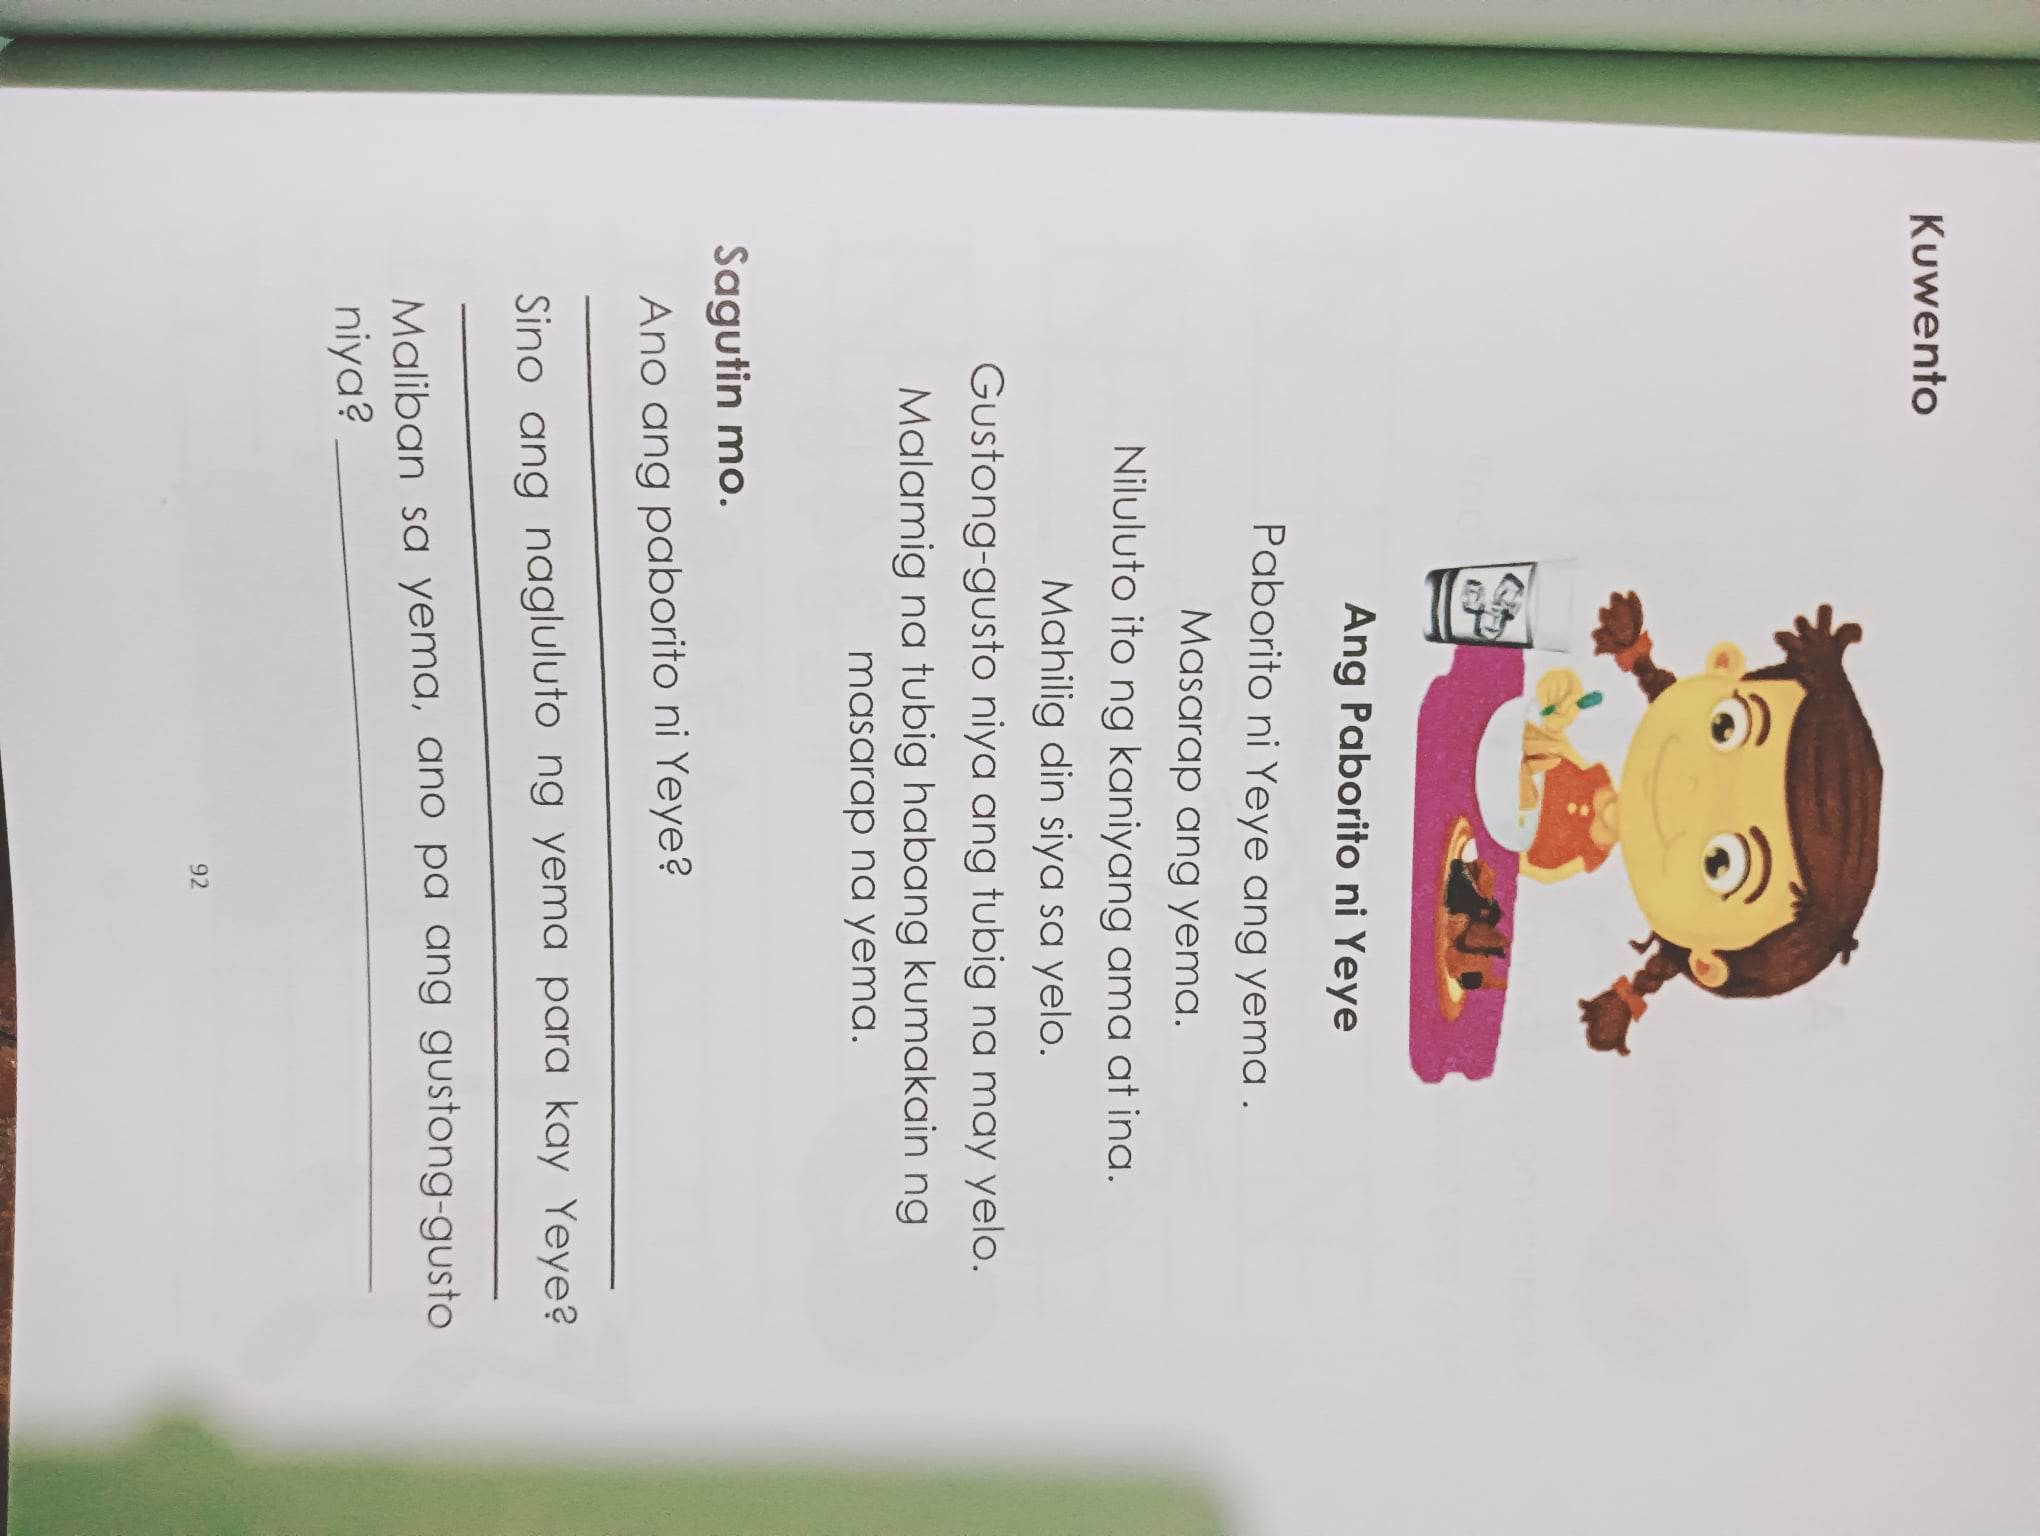 Kuwento
Ang Paborito ni Yeye
Paborito ni Yeye ang yema .
Masarap ang yema.
Niluluto ito ng kaniyang ama at ina.
Mahilig din siya sa yelo.
Gustong-gusto niya ang tubig na may yelo.
Malamig na tubig habang kumakain ng
masarap na yema.
Sagutin mo.
Ano ang paborito ni Yeye?
Sino ang nagluluto ng yema para kay Yeye?
Maliban sa yema, ano pa ang gustong-gusto
niya?
92